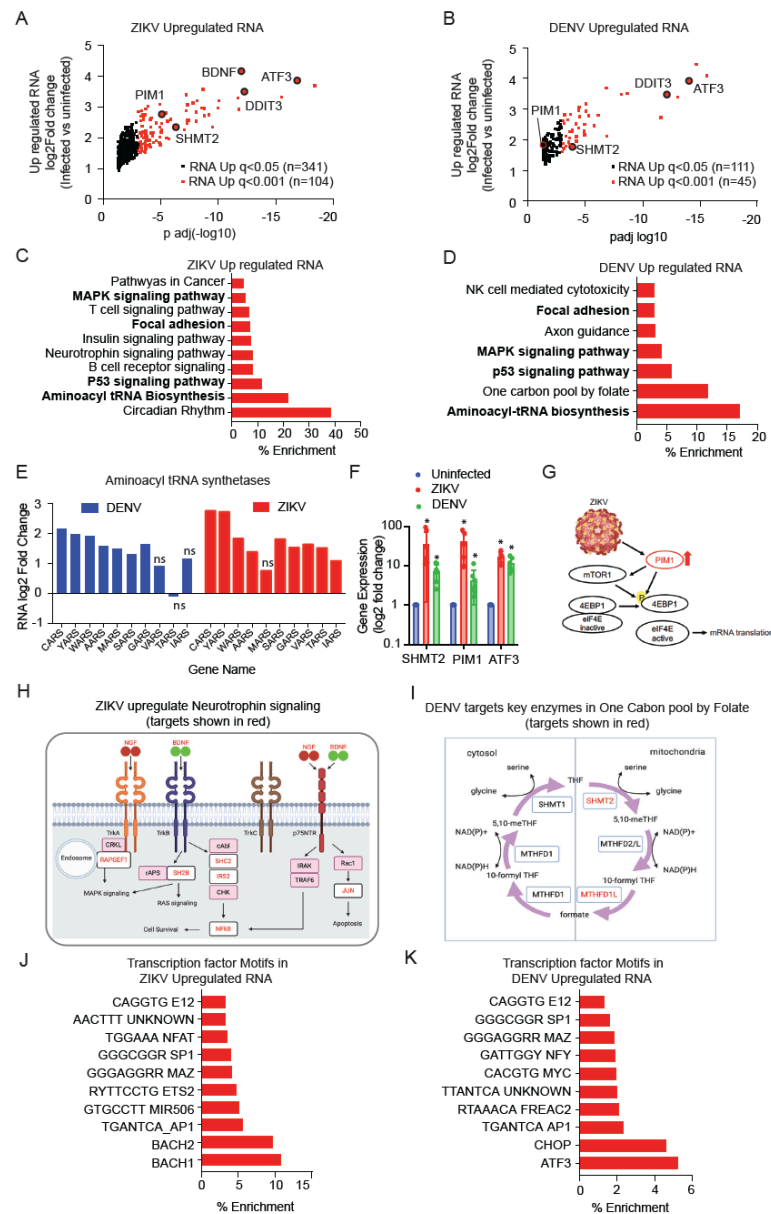 A
ZIKV Upregulated RNA
Up regulated RNA
log2Fold change
(Infected vs uninfected)
5
4
3
2
1
0
BDNF
ATF3
PIM1
DDIT3
SHMT2
RNA Up q<0.05 (n=341)
RNA Up q<0.001 (n=104)
-5
-10
-15
-20
p adj(-log10)
B
DENV Upregulated RNA
Up regulated RNA
log2Fold change
(Infected vs uninfected)
5
4
3
2
1
0
DDIT3
ATF3
PIM1
SHMT2
RNA Up q<0.05 (n=111)
RNA Up q<0.001 (n=45)
0
-5
-10
-15
-20
padj log10
C
ZIKV Up regulated RNA
Pathwyas in Cancer
MAPK signaling pathway
T cell signaling pathway
Focal adhesion
Insulin signaling pathway
Neurotrophin signaling pathway
B cell receptor signaling
P53 signaling pathway
Aminoacyl tRNA Biosynthesis
Circadian Rhythm
0 10 20 30 40 50
% Enrichment
D
DENV Up regulated RNA
NK cell mediated cytotoxicity
Focal adhesion
Axon guidance
MAPK signaling pathway
p53 signaling pathway
One carbon pool by folate
Aminoacyl-tRNA biosynthesis
0 5 10 15 20
% Enrichment
E
Aminoacyl tRNA synthetases
RNA log2 Fold Change
3
2
1
0
-1
DENV
ZIKV
ns
ns
ns
ns
CARS YARS WARS AARS MARS SARS GARS VARS TARS IARS
CARS YARS WARS AARS MARS SARS GARS VARS TARS IARS
Gene Name
F
Uninfected
ZIKV
DENV
Gene Expression
(log2 fold change)
100
10
1
0.1
* * * * * *
SHMT2 PIM1 ATF3
G
ZIKV
PIM1
mTOR1
P
4EBP1
4EBP1
eIF4E
inactive
eIF4E
active
mRNA translation
H
ZIKV upregulate Neurotrophin signaling
(targets shown in red)
NGF
BDNF
NGF
BDNF
TrkA
TrkB
TrkC
p75NTR
CRKL
RAPGEF1
Endosome
MAPK signaling
rAPS
SH2B
RAS signaling
cAbl
SHC2
IRS2
CHK
NFkB
Cell Survival
IRAK
TRAF6
Rac1
JUN
Apoptosis
I
DENV targets key enzymes in One Cabon pool by Folate
(targets shown in red)
cytosol
mitochondria
serine
THF
serine
glycine
SHMT1
SHMT2
glycine
5,10-meTHF
5,10-meTHF
NAD(P)+
MTHFD1
MTHFD2/L
NAD(P)+
NAD(P)H
NAD(P)H
10-formyl THF
10-formyl THF
MTHFD1
MTHFD1L
formate
J
Transcription factor Motifs in
ZIKV Upregulated RNA
CAGGTG E12
AACTTT UNKNOWN
TGGAAA NFAT
GGGCGGR SP1
GGGAGGRR MAZ
RYTTCCTG ETS2
GTGCCTT MIR506
TGANTCA_AP1
BACH2
BACH1
0 5 10 15
% Enrichment
K
Transcription factor Motifs in
DENV Upregulated RNA
CAGGTG E12
GGGCGGR SP1
GGGAGGRR MAZ
GATTGGY NFY
CACGTG MYC
TTANTCA UNKNOWN
RTAAACA FREAC2
TGANTCA AP1
CHOP
ATF3
0 2 4 6
% Enrichment